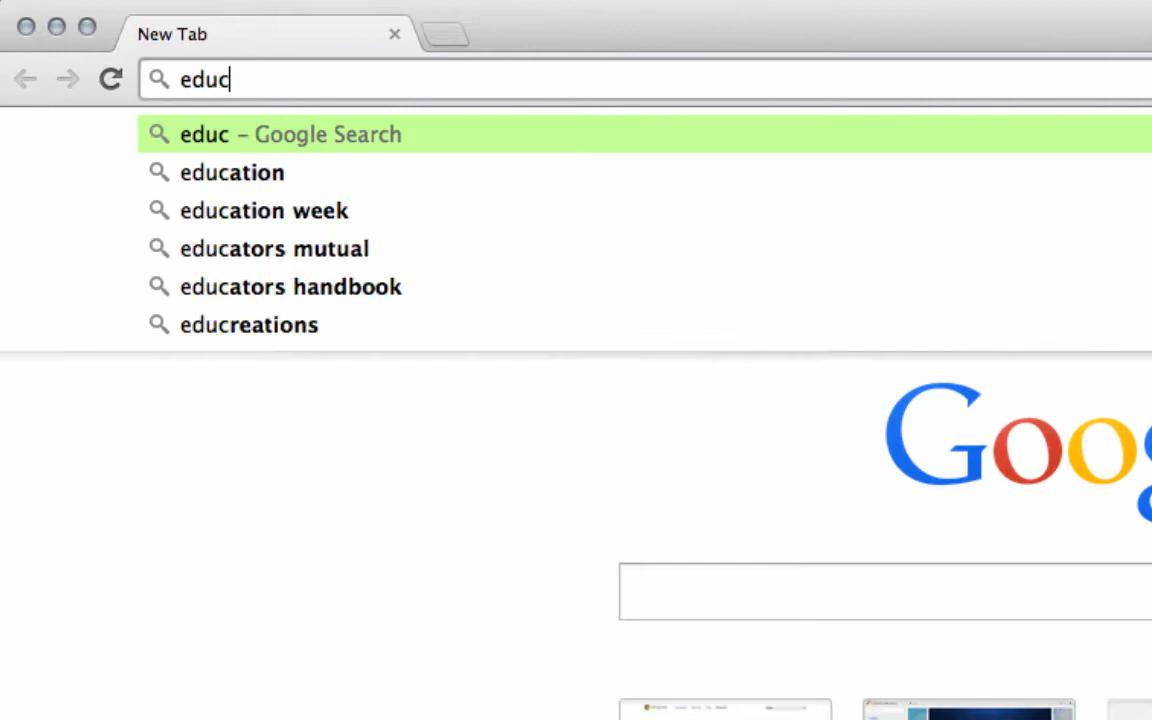 New Tab
educ
educ – Google Search
education
education week
educators mutual
educators handbook
educreations
Goo